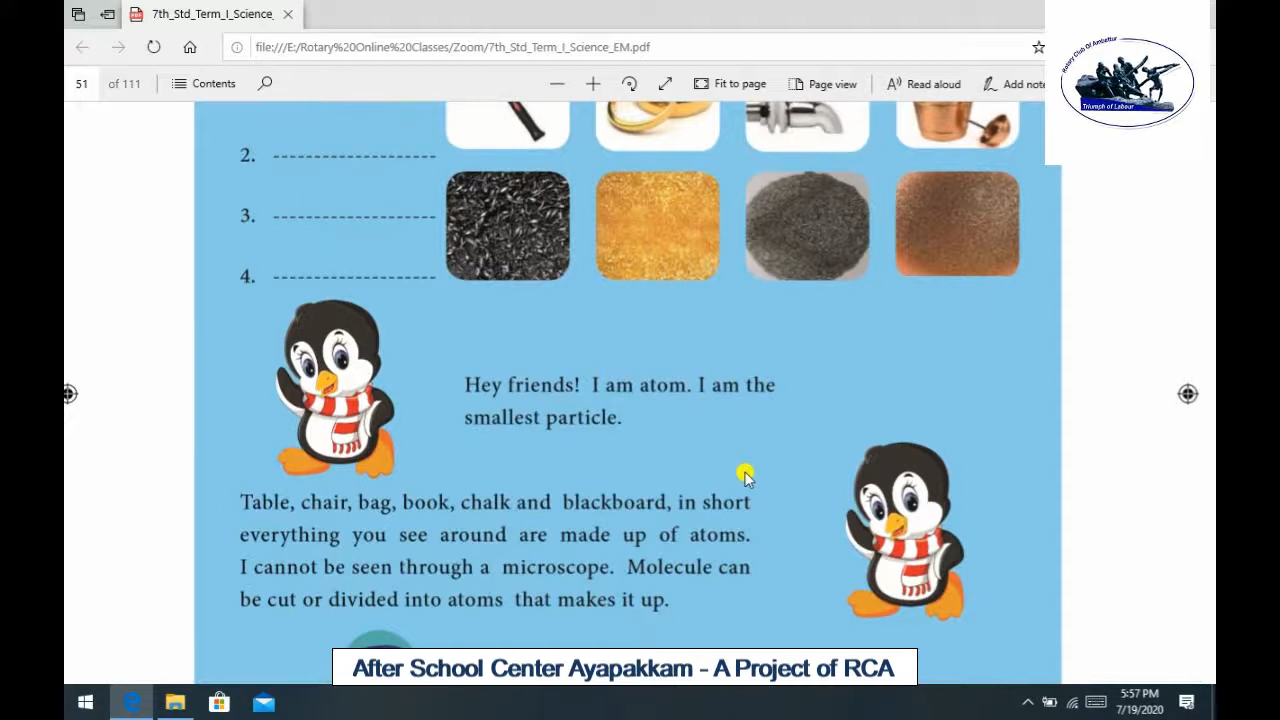 7th_Std_Term_I_Science_
file:///E:/Rotary%20Online%20Classes/Zoom/7th_Std_Term_I_Science_EM.pdf
51 of 111 Contents Fit to page Page view Read aloud Add note
Rotary Club Of Ambattur
Triumph of Labour
2. ------------------
3. ------------------
4. ------------------
Hey friends! I am atom. I am the
smallest particle.
Table, chair, bag, book, chalk and blackboard, in short
everything you see around are made up of atoms.
I cannot be seen through a microscope. Molecule can
be cut or divided into atoms that makes it up.
After School Center Ayapakkam - A Project of RCA
5:57 PM
7/19/2020